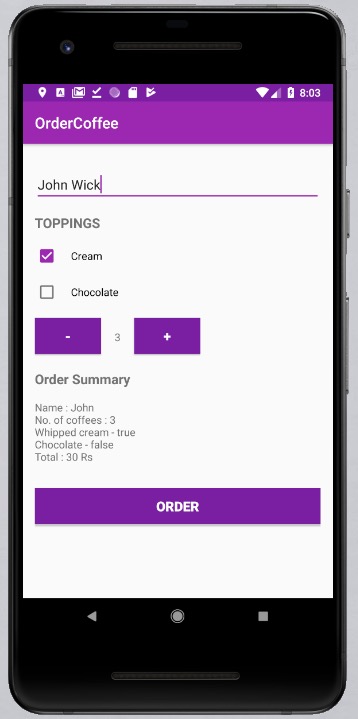 8:03
OrderCoffee
John Wick
TOPPINGS
Cream
Chocolate
- 3 +
Order Summary
Name : John
No. of coffees : 3
Whipped cream - true
Chocolate - false
Total : 30 Rs
ORDER